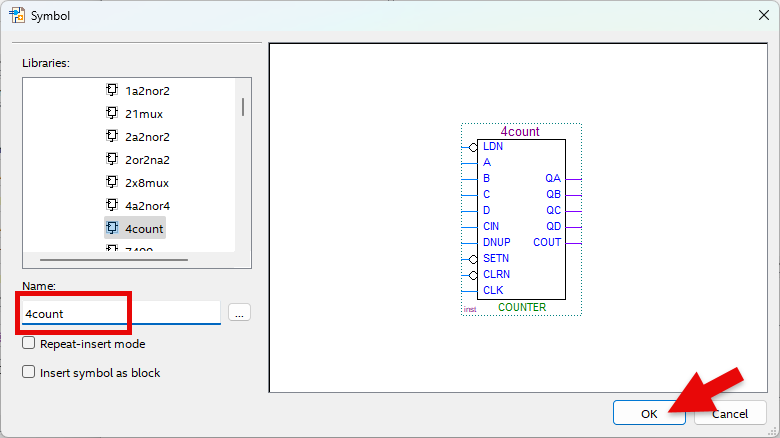 Symbol
Libraries:
1a2nor2
21mux
2a2nor2
2or2na2
2x8mux
4a2nor4
4count
7400
Name:
4count
...
Repeat-insert mode
Insert symbol as block
4count
LDN
A
B QA
C QB
D QC
CIN QD
DNUP COUT
SETN
CLRN
CLK
inst COUNTER
OK Cancel